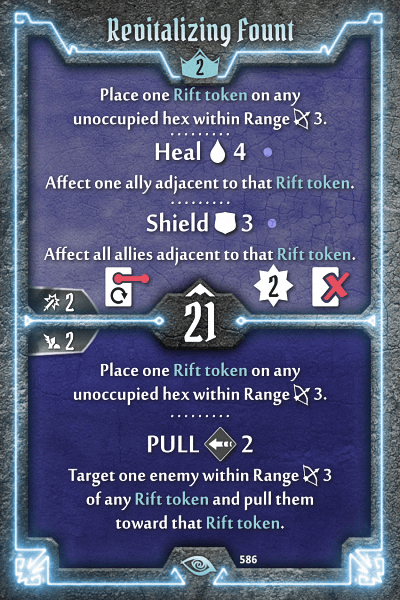 Revitalizing Fount
2
Place one Rift token on any
unoccupied hex within Range 3.
Heal 4
Affect one ally adjacent to that Rift token.
Shield 3
Affect all allies adjacent to that Rift token.
2
2
21
2
Place one Rift token on any
unoccupied hex within Range 3.
PULL 2
Target one enemy within Range 3
of any Rift token and pull them
toward that Rift token.
586